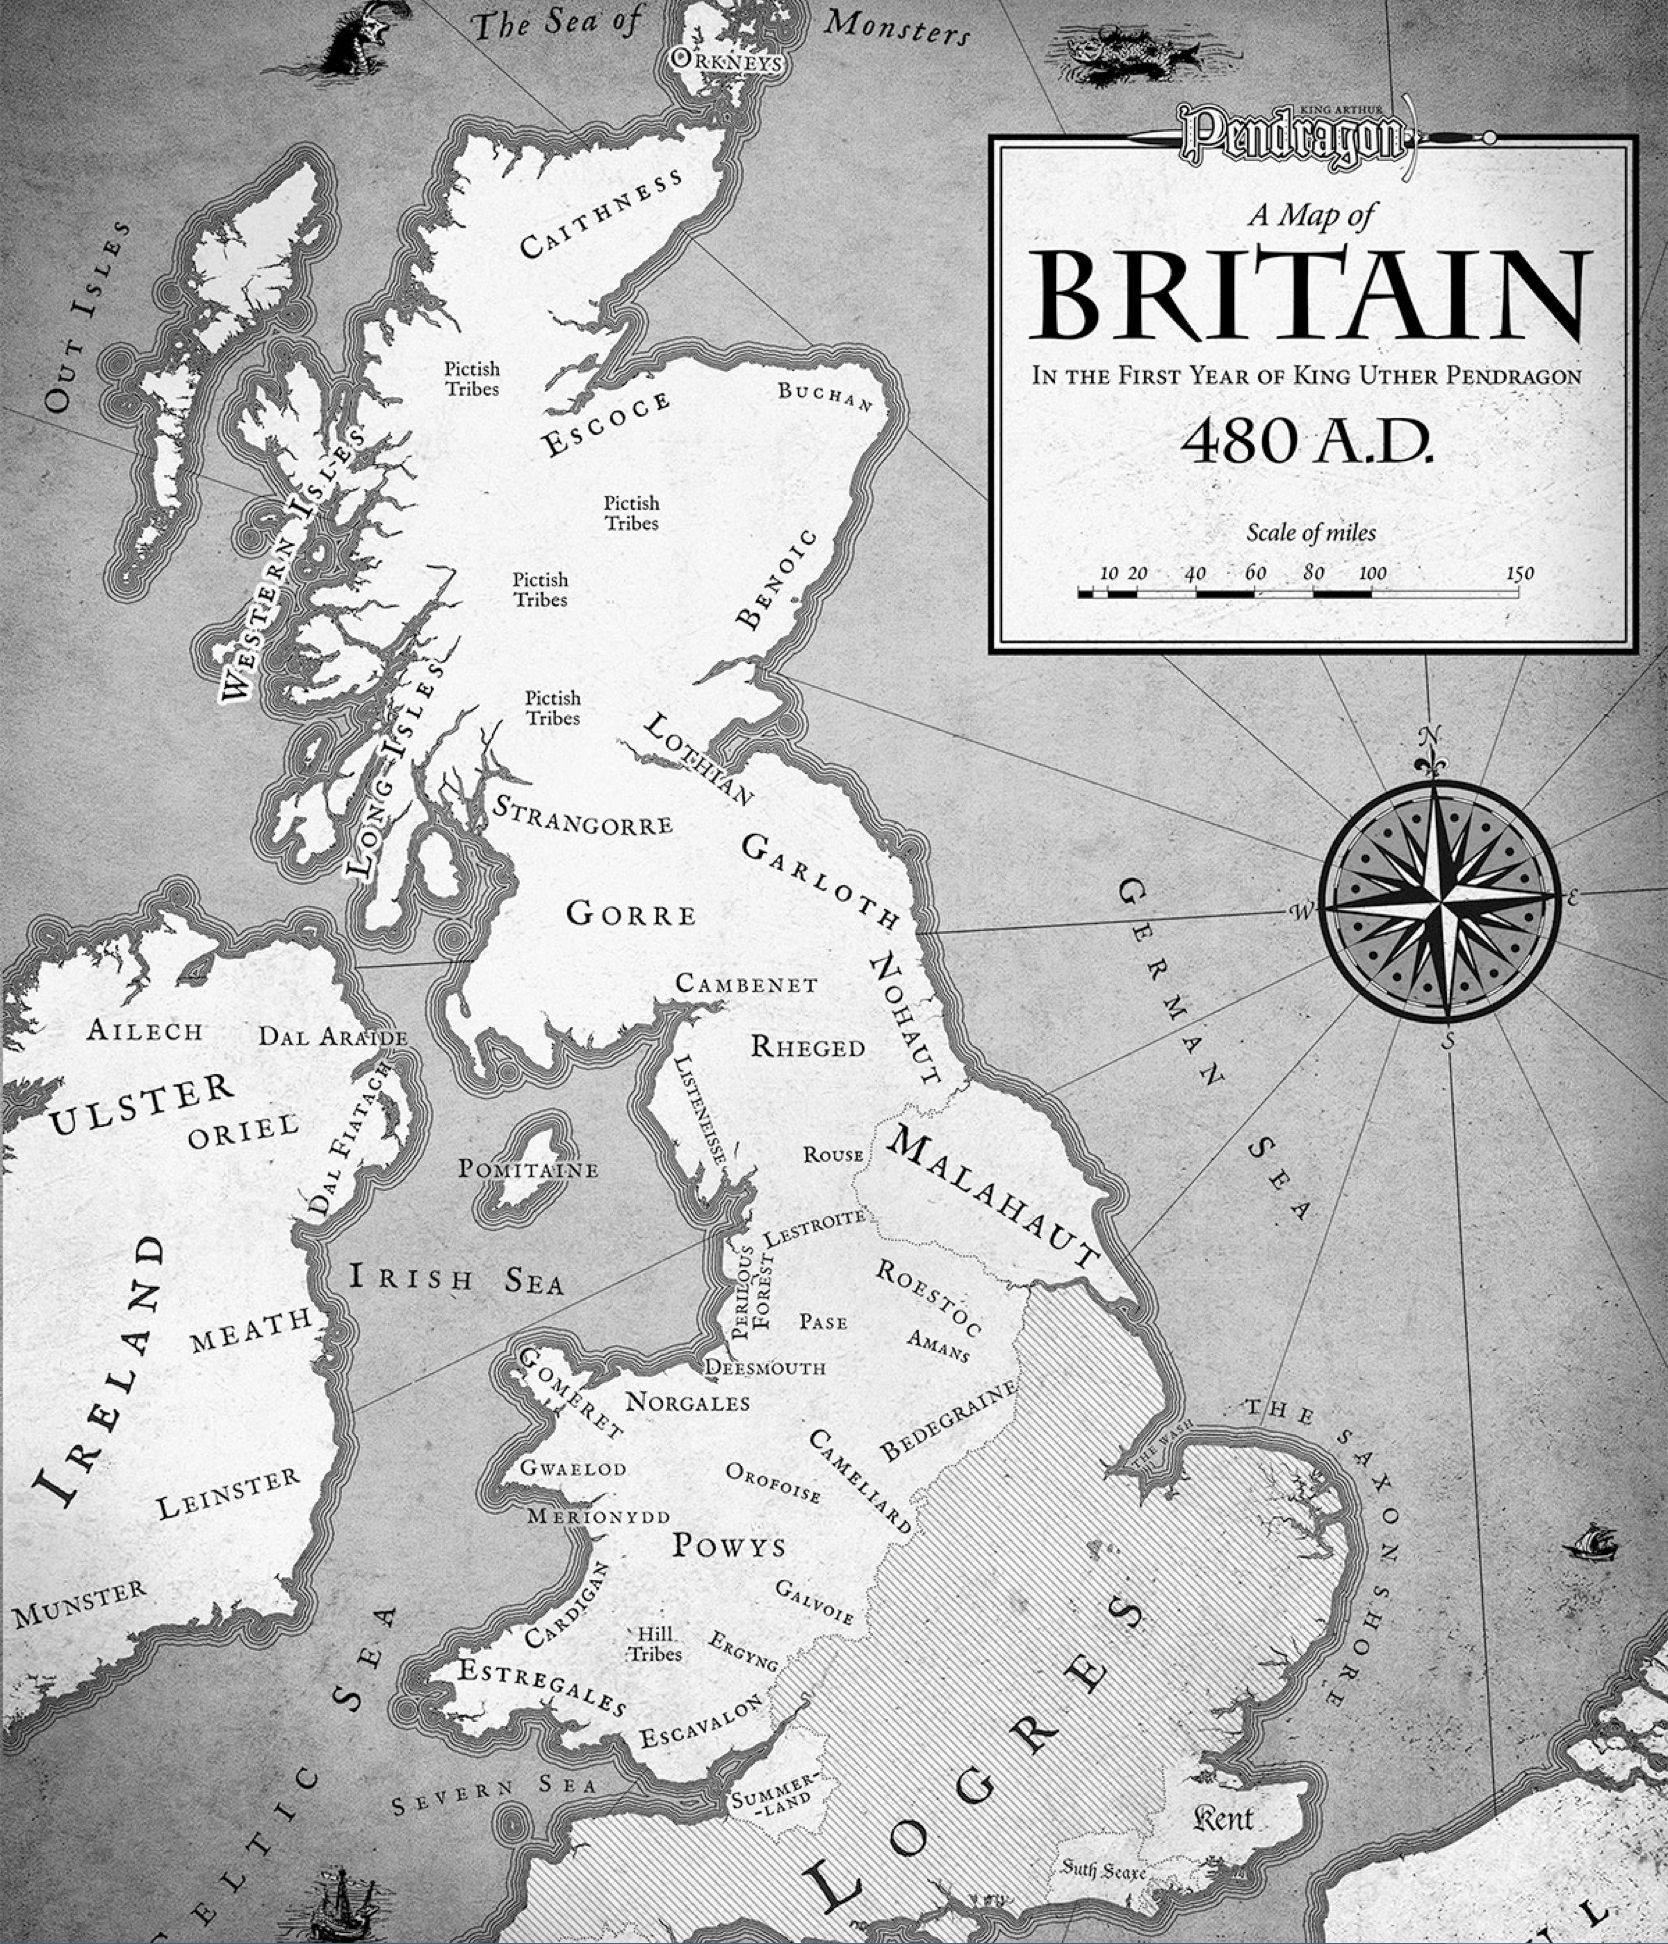 The Sea of Monsters
ORKNEYS
KING ARTHUR
Pendragon
A Map of
BRITAIN
IN THE FIRST YEAR OF KING UTHER PENDRAGON
480 A.D.
Scale of miles
10 20 40 60 80 100 150
OUT ISLES
CAITHNESS
Pictish
Tribes
ESCOCE
BUCHAN
WESTERN ISLES
Pictish
Tribes
BENOIC
Pictish
Tribes
LONG ISLES
Pictish
Tribes
LOTHIAN
STRANGORRE
GARLOTH
GORRE
N
W
E
S
GERMAN SEA
NOHAUT
CAMBENET
AILECH
DAL ARAIDE
RHEGED
ULSTER
ORIEL
DAL FIATACH
LISTENEISSE
POMITAINE
ROUSE
MALAHAUT
LESTROITE
IRELAND
IRISH SEA
PERILOUS
FOREST
ROESTOC
MEATH
PASE
AMANS
DEESMOUTH
GOMERET
NORGALES
BEDEGRAINE
THE WASH
THE SAXON SHORE
GWAELOD
OROFOISE
CAMELIARD
LEINSTER
MERIONYDD
POWYS
MUNSTER
CARDIGAN
GALVOIE
Hill
Tribes
ERGYNG
ESTREGALES
ESCAVALON
LOGRES
SEVERN SEA
SUMMER-
-LAND
Kent
Suth Seaxe
ELTIC SEA
U L